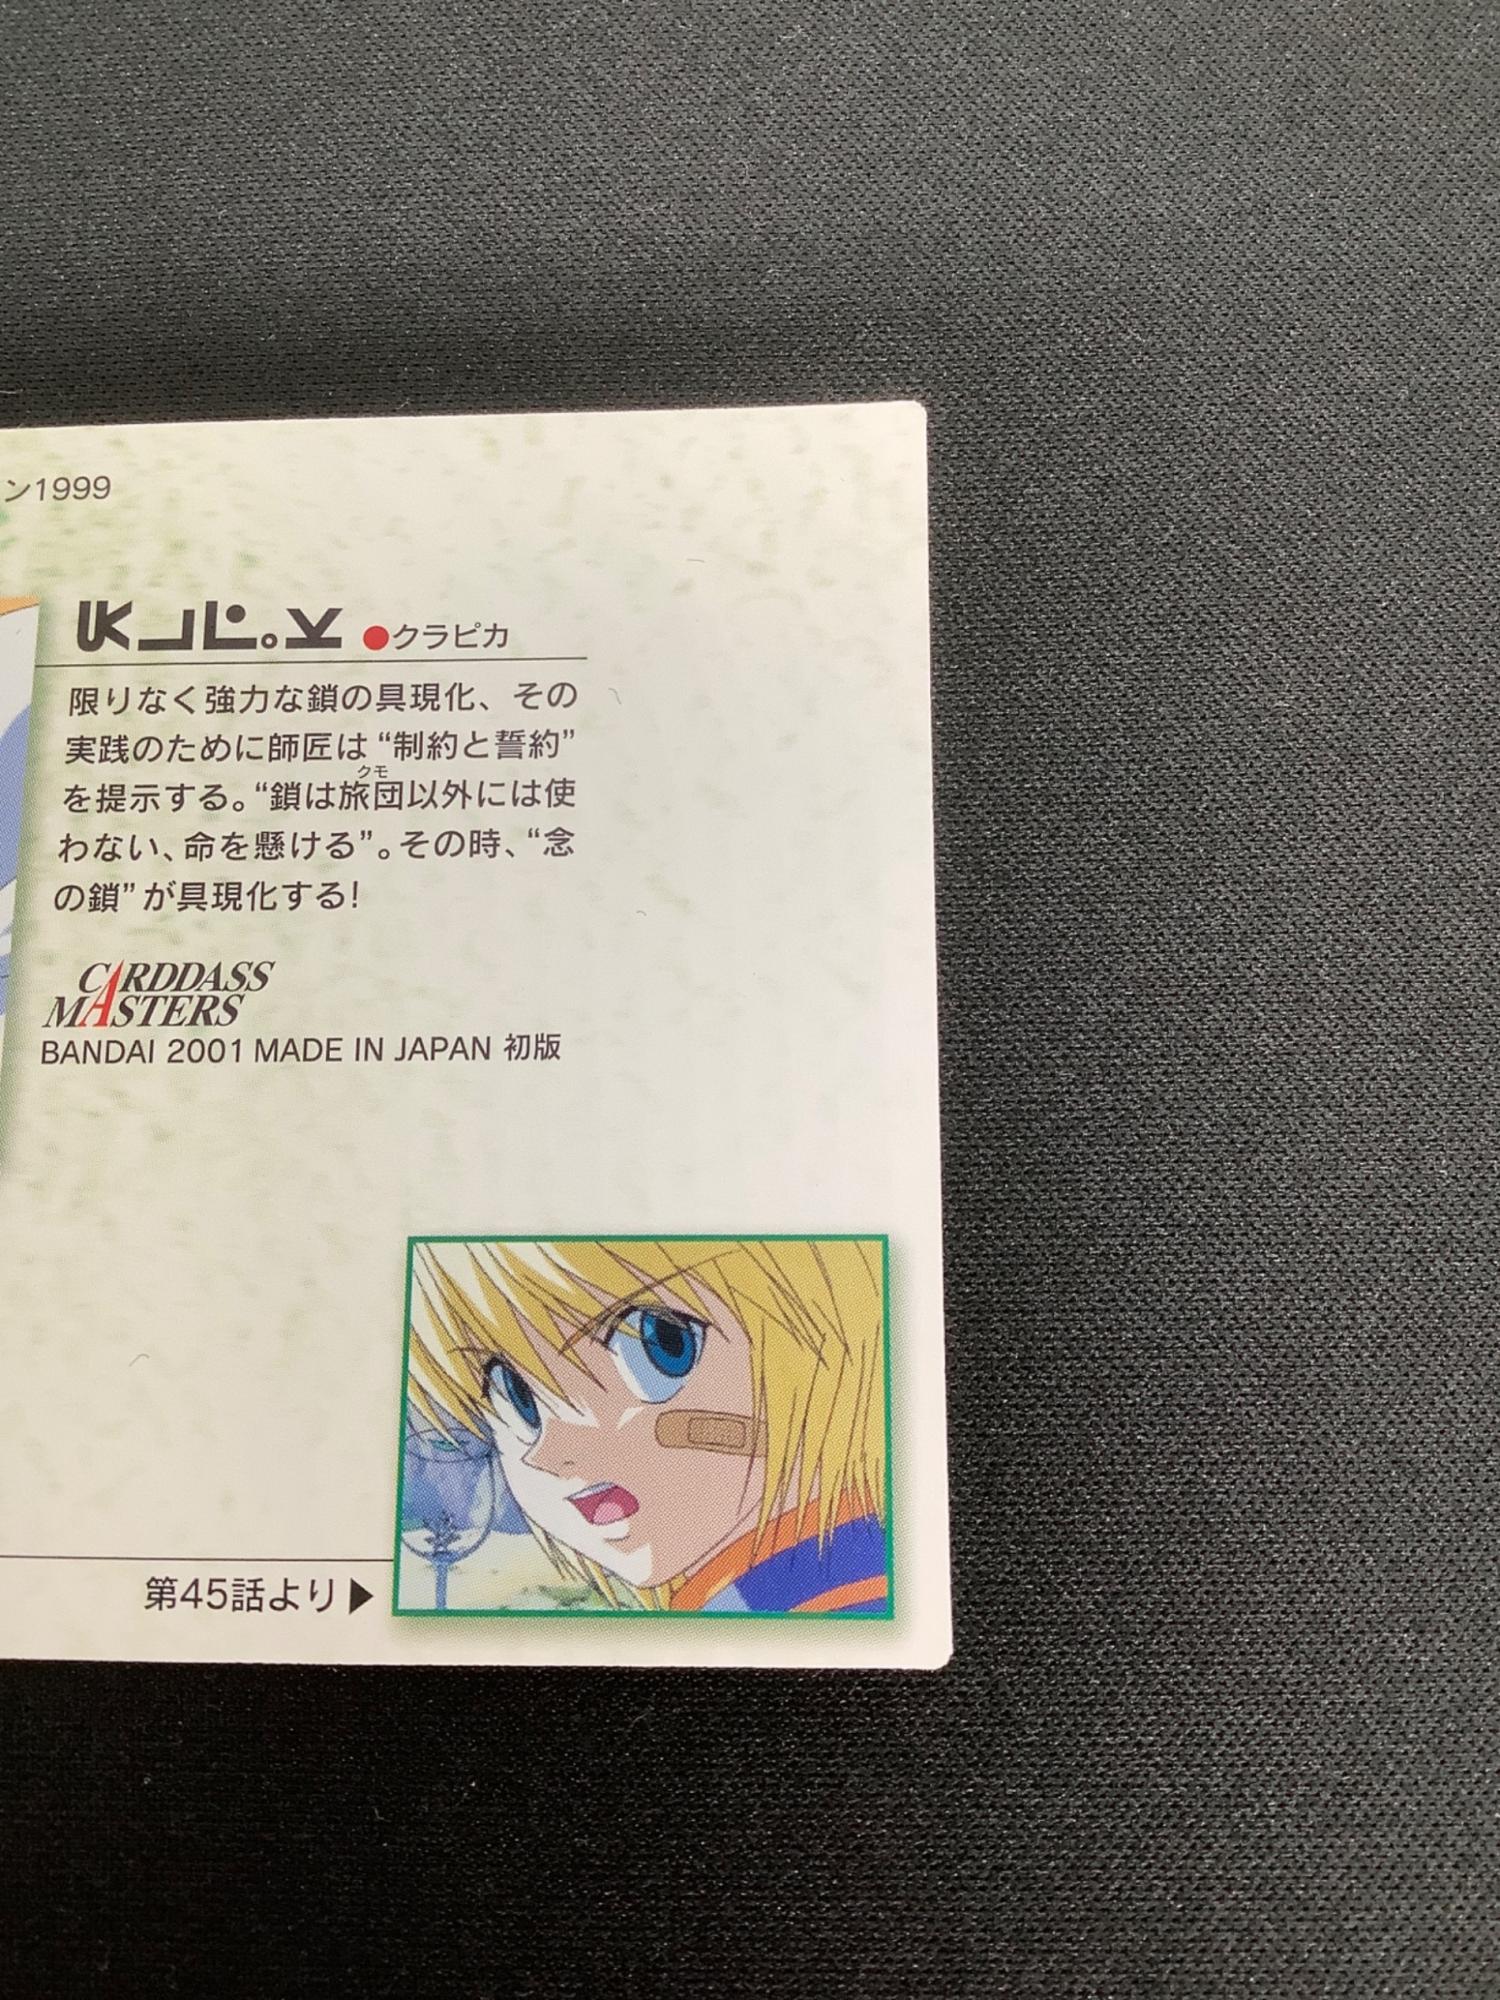 ン1999
●クラピカ
限りなく強力な鎖の具現化、その
実践のために師匠は“制約と誓約”
クモ
を提示する。“鎖は旅団以外には使
わない、命を懸ける”。その時、“念
の鎖”が具現化する!
CARDDASS
MASTERS
BANDAI 2001 MADE IN JAPAN 初版
第45話より▶